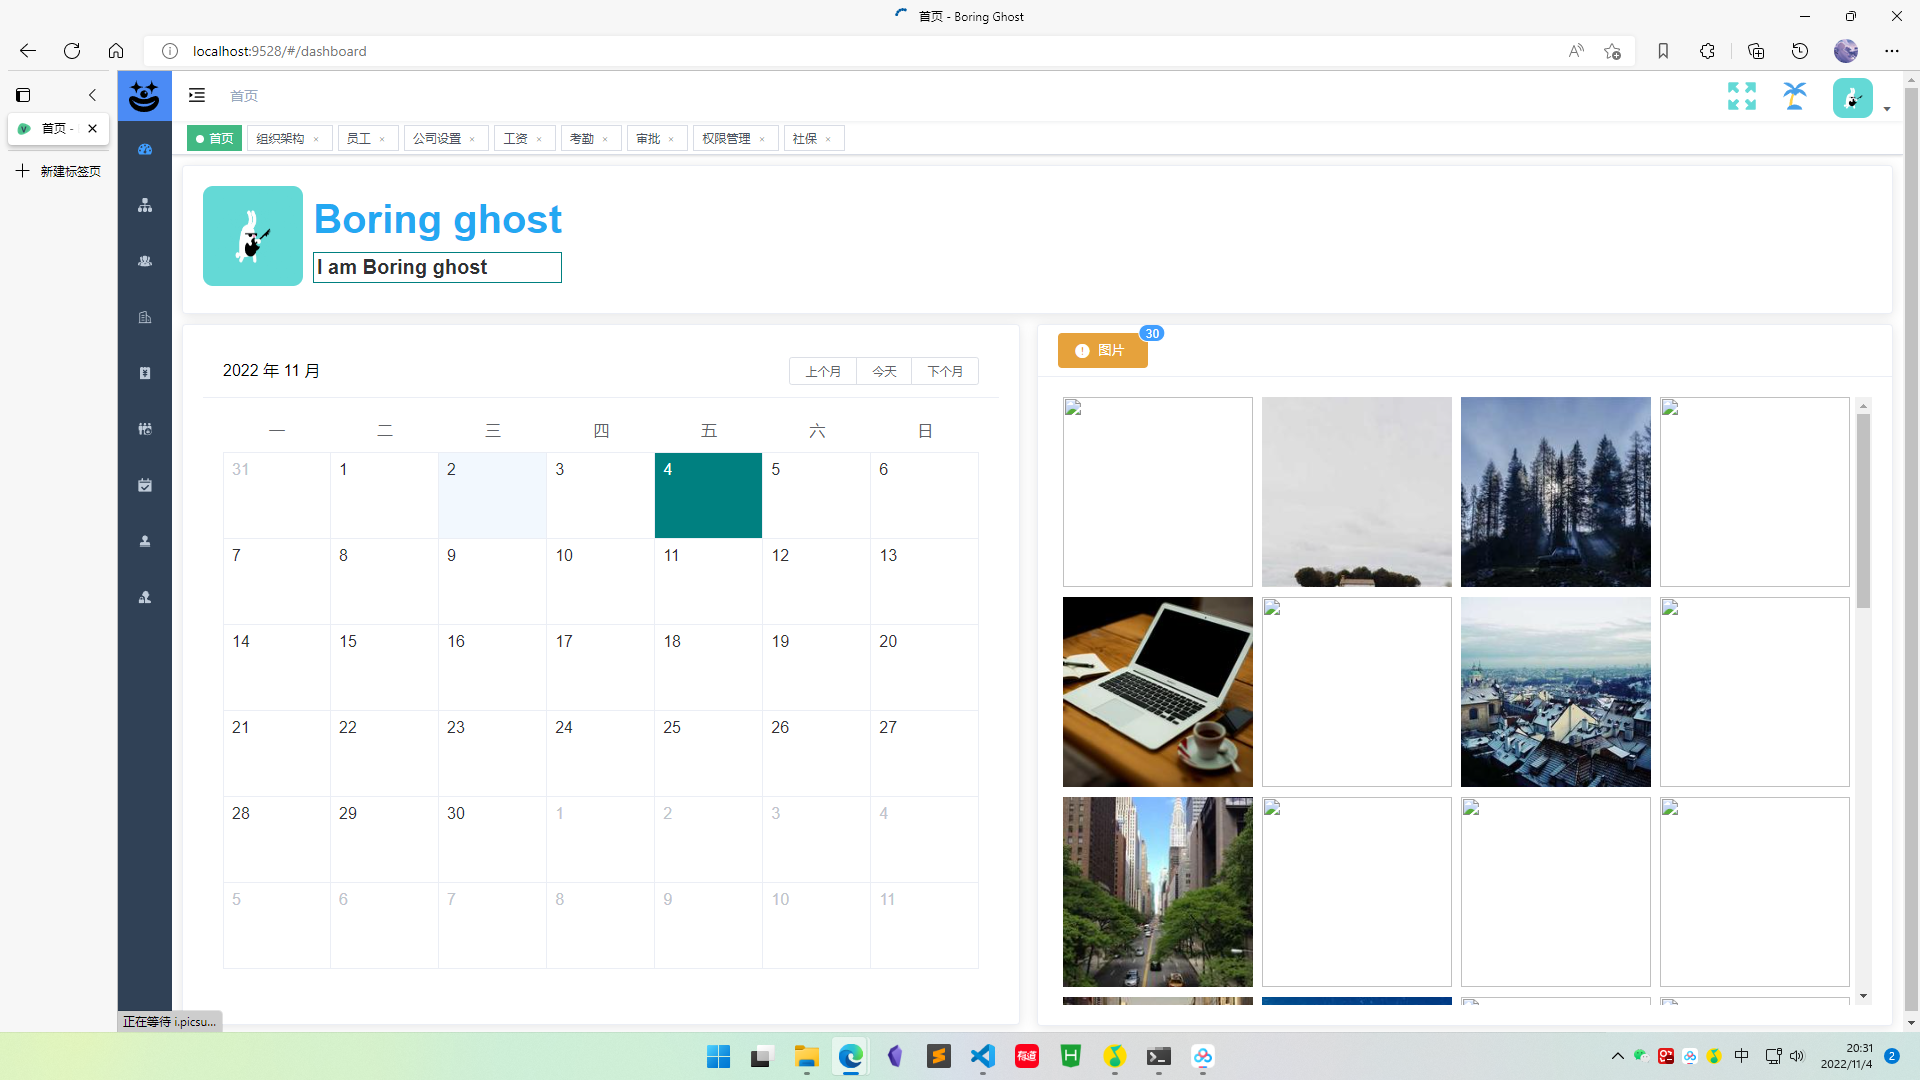 首页 - Boring Ghost
localhost:9528/#/dashboard
首页 -
新建标签页
首页
首页
组织架构 ×
员工 ×
公司设置 ×
工资 ×
考勤 ×
审批 ×
权限管理 ×
社保 ×
Boring ghost
I am Boring ghost
2022 年 11 月
上个月
今天
下个月
一 二 三 四 五 六 日
31 1 2 3 4 5 6
7 8 9 10 11 12 13
14 15 16 17 18 19 20
21 22 23 24 25 26 27
28 29 30 1 2 3 4
5 6 7 8 9 10 11
图片
30
正在等待 i.picsu...
有道
中
20:31
2022/11/4
2